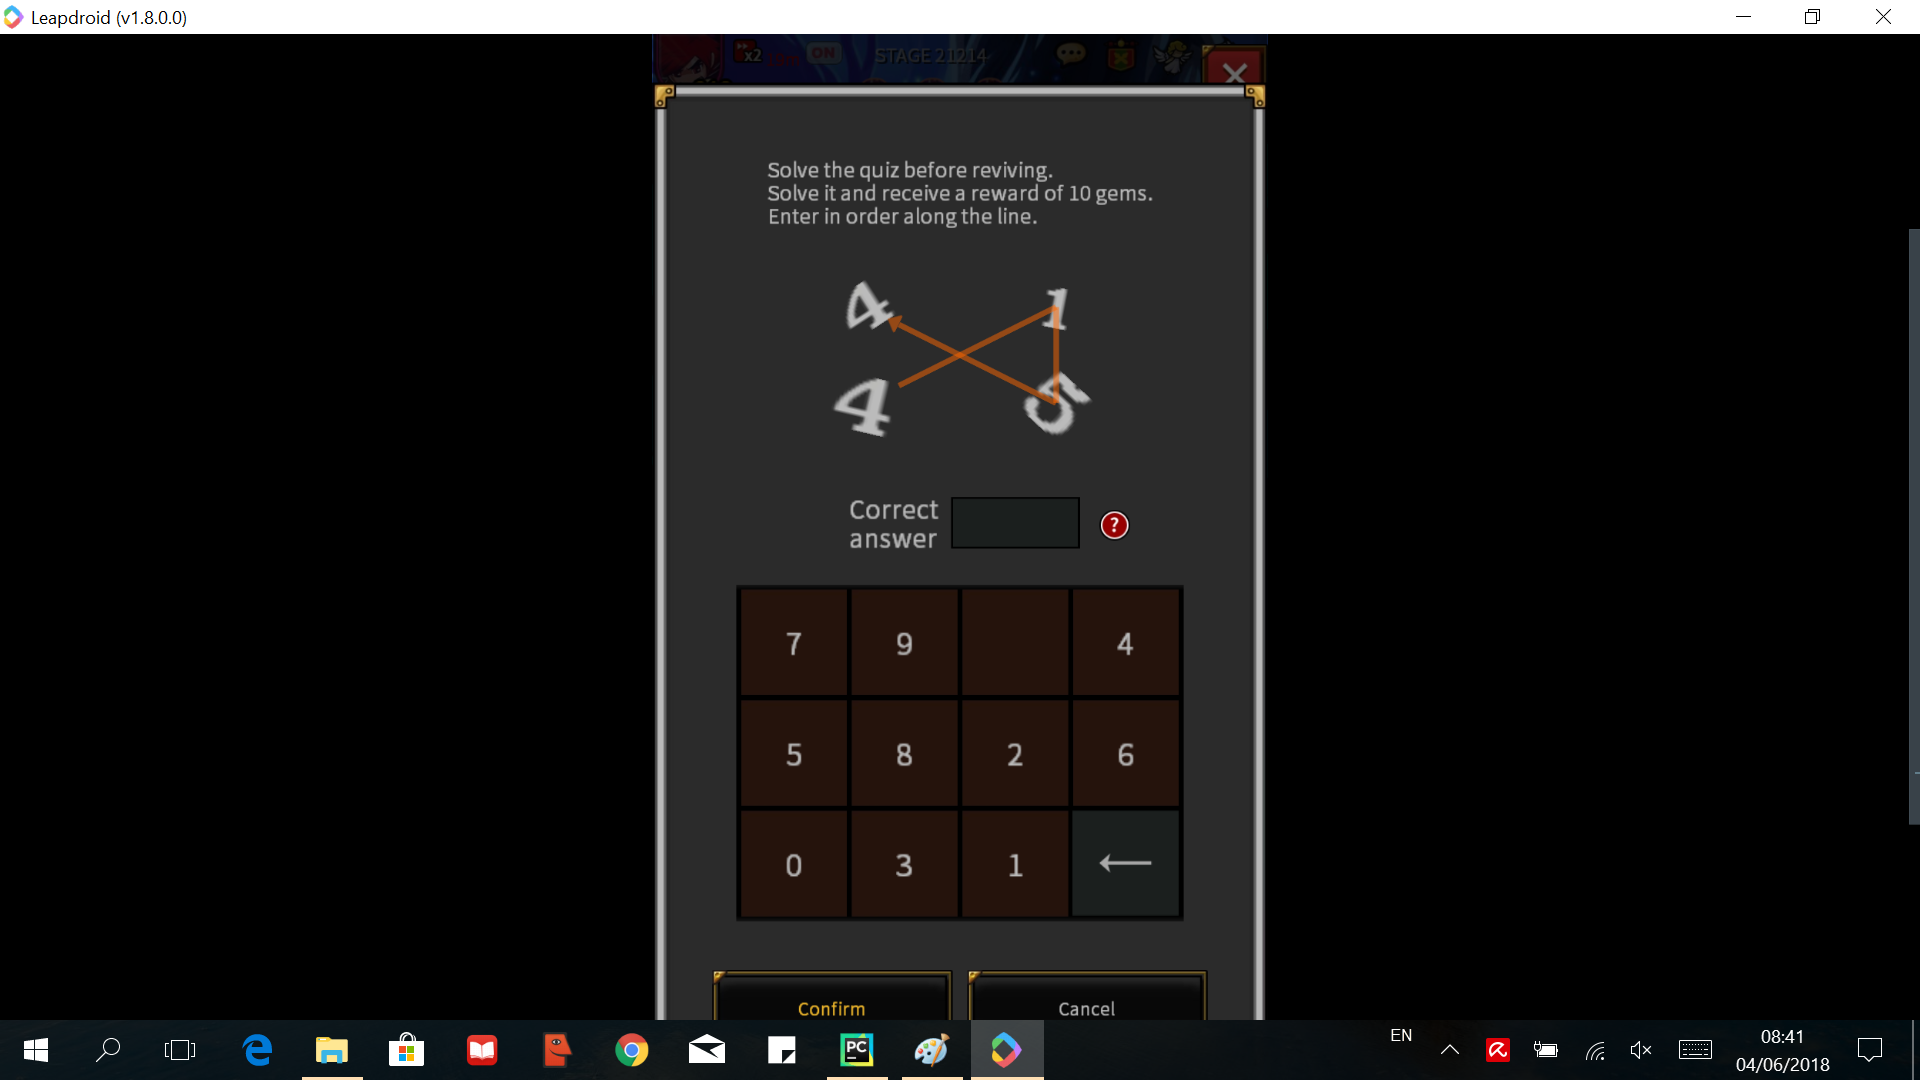 Leapdroid (v1.8.0.0)
x2 ON STAGE 21214
Solve the quiz before reviving.
Solve it and receive a reward of 10 gems.
Enter in order along the line.
4 1
4 5
Correct
answer
?
7 9 4
5 8 2 6
0 3 1 ←
Confirm Cancel
PC
EN
08:41
04/06/2018